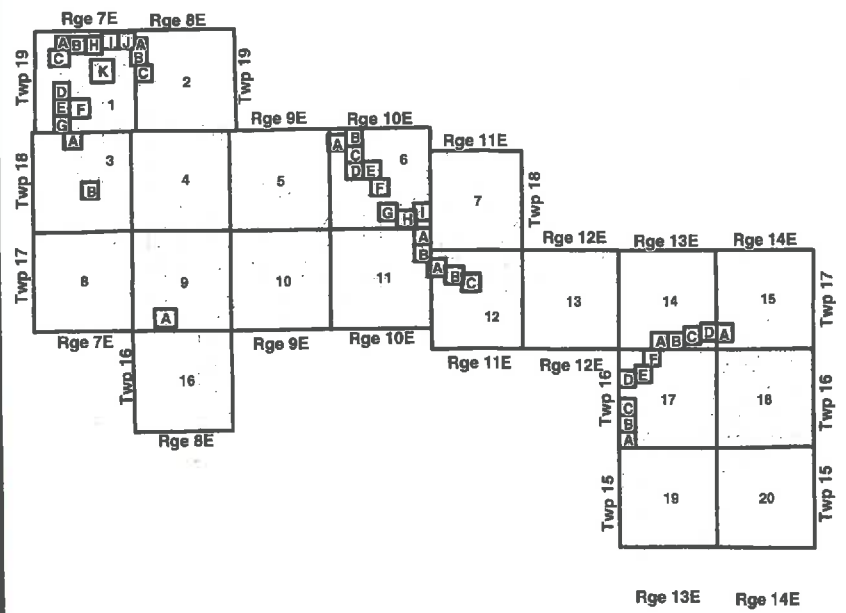 Rge 7E Rge 8E
Twp 19 A B H I J A Twp 19
C B
K C 2
D
E F 1
G Rge 9E Rge 10E
A A B Rge 11E
Twp 18 3 C 6 Twp 18
4 5 D E
B F 7
G H I
A Rge 12E Rge 13E Rge 14E
Twp 17 B
8 9 10 11 A B C 13 14 15 Twp 17
A 12
Rge 7E Rge 9E Rge 10E A B C D A
Rge 11E Rge 12E F
Twp 16 16 Twp 16 D E 17 18 Twp 16
C
B
Rge 8E A
Twp 15 19 20 Twp 15
Rge 13E Rge 14E